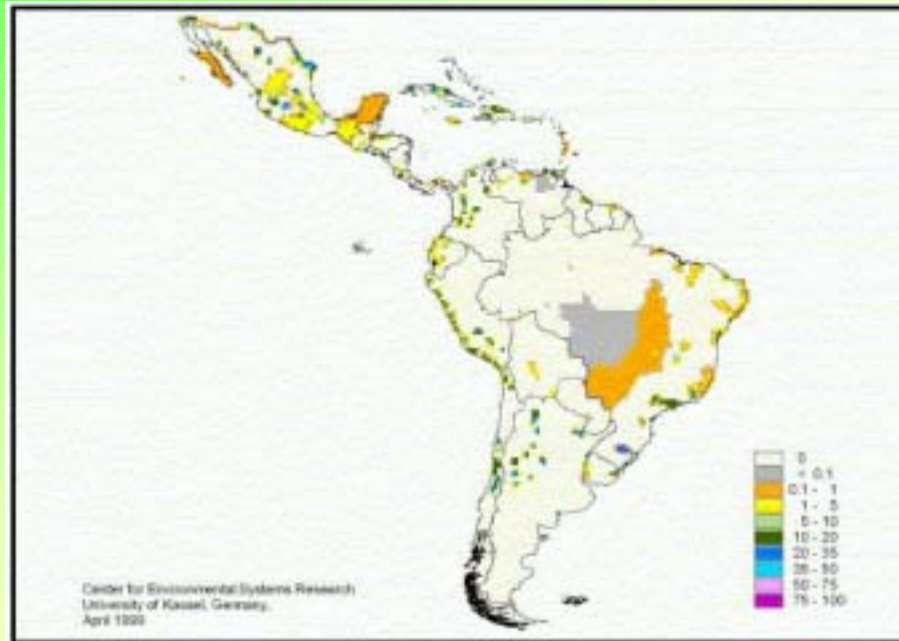 0
< 0.1
0.1 - 1
1 - 5
5 - 10
10 - 20
20 - 35
35 - 50
50 - 75
75 - 100
Center for Environmental Systems Research
University of Kassel, Germany,
April 1999